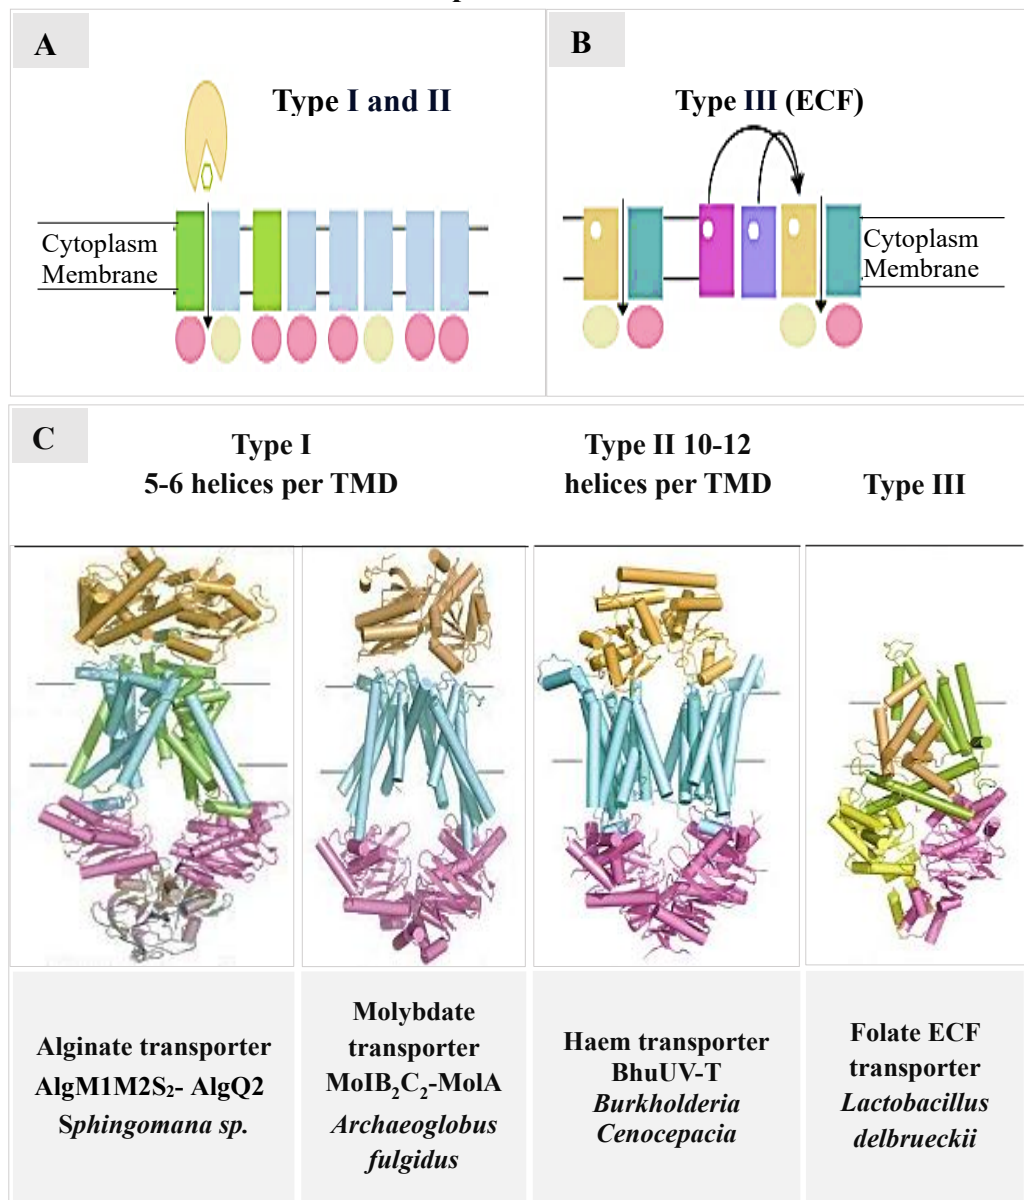 A
Type I and II
Cytoplasm
Membrane
B
Type III (ECF)
Cytoplasm
Membrane
C
Type I
5-6 helices per TMD
Type II 10-12
helices per TMD
Type III
Alginate transporter
AlgM1M2S₂- AlgQ2
Sphingomana sp.
Molybdate
transporter
MoIB₂C₂-MolA
Archaeoglobus
fulgidus
Haem transporter
BhuUV-T
Burkholderia
Cenocepacia
Folate ECF
transporter
Lactobacillus
delbrueckii